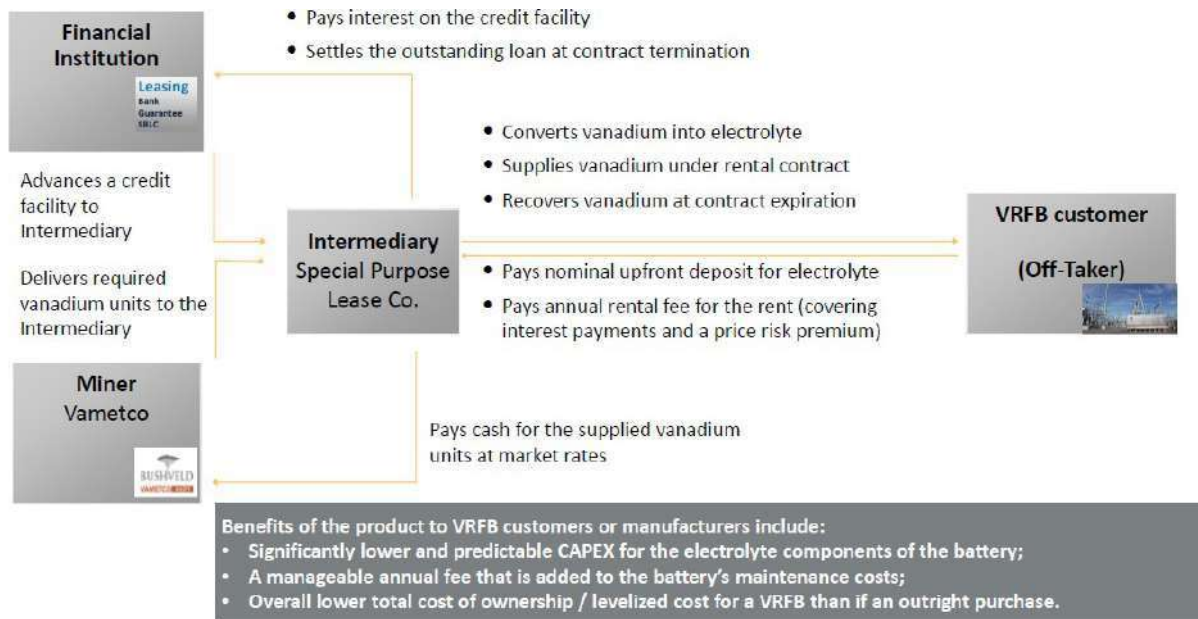 Financial
Institution
Leasing
Bank
Guarantee
SBLC
• Pays interest on the credit facility
• Settles the outstanding loan at contract termination
Advances a credit
facility to
Intermediary
Delivers required
vanadium units to the
Intermediary
Miner
Vametco
BUSHVELD
VAMETCO
Intermediary
Special Purpose
Lease Co.
• Converts vanadium into electrolyte
• Supplies vanadium under rental contract
• Recovers vanadium at contract expiration
• Pays nominal upfront deposit for electrolyte
• Pays annual rental fee for the rent (covering
interest payments and a price risk premium)
VRFB customer
(Off-Taker)
Pays cash for the supplied vanadium
units at market rates
Benefits of the product to VRFB customers or manufacturers include:
• Significantly lower and predictable CAPEX for the electrolyte components of the battery;
• A manageable annual fee that is added to the battery's maintenance costs;
• Overall lower total cost of ownership / levelized cost for a VRFB than if an outright purchase.